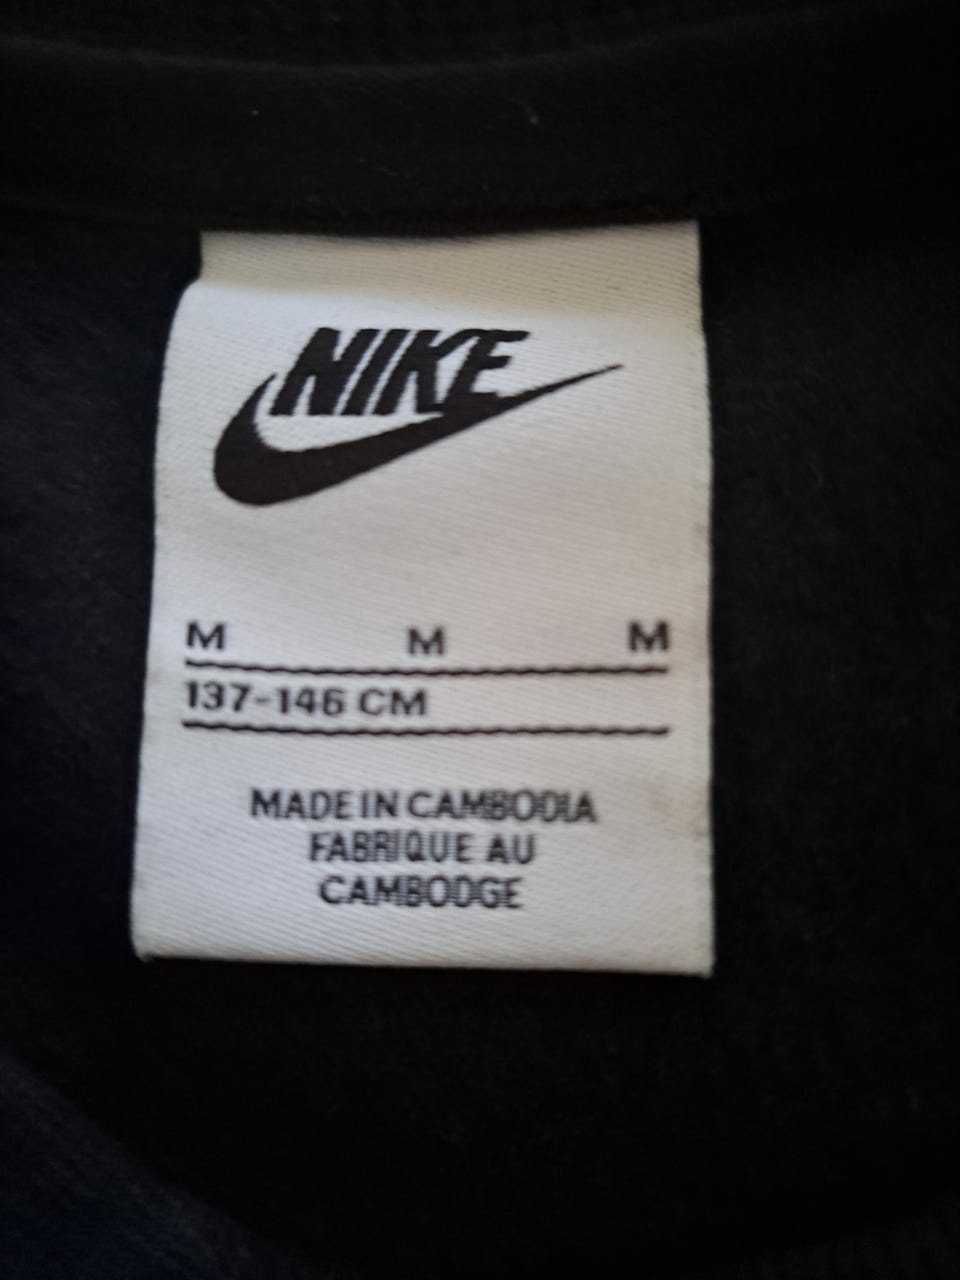 NIKE
M M M
137-146 CM
MADE IN CAMBODIA
FABRIQUE AU
CAMBODGE